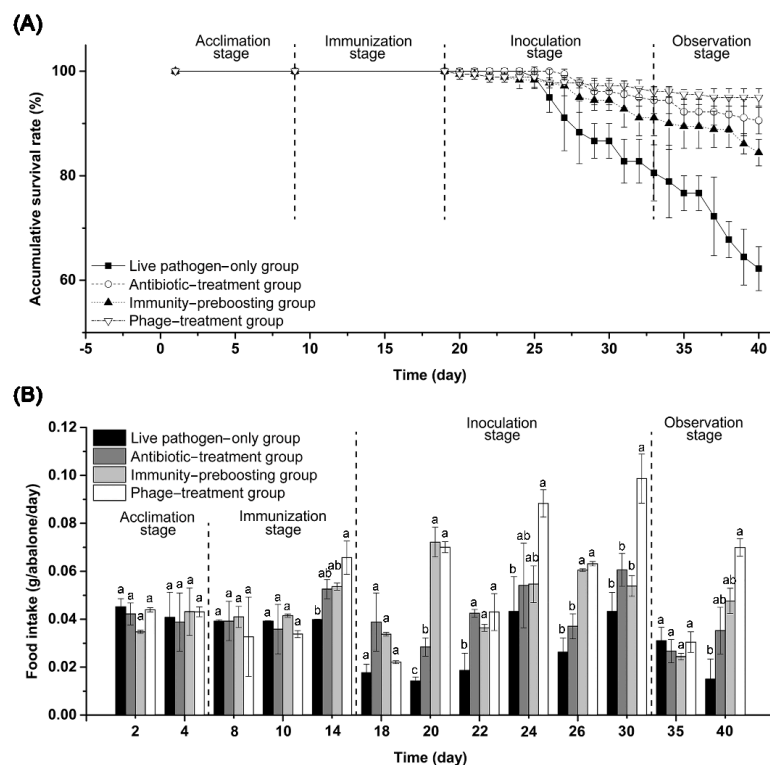 (A)
Acclimation stage
Immunization stage
Inoculation stage
Observation stage
Accumulative survival rate (%)
100
80
60
Live pathogen−only group
Antibiotic−treatment group
Immunity−preboosting group
Phage−treatment group
-5 0 5 10 15 20 25 30 35 40
Time (day)
(B)
Food intake (g/abalone/day)
0.12
0.10
0.08
0.06
0.04
0.02
0.00
Live pathogen−only group
Antibiotic−treatment group
Immunity−preboosting group
Phage−treatment group
Acclimation stage
Immunization stage
Inoculation stage
Observation stage
a a a a
a a a a
a a a a
a a a a
b ab ab a
a a a a
c b a a
b a a a
b ab ab a
b b a a
b b b a
a a a a
b ab ab a
2 4 8 10 14 18 20 22 24 26 30 35 40
Time (day)